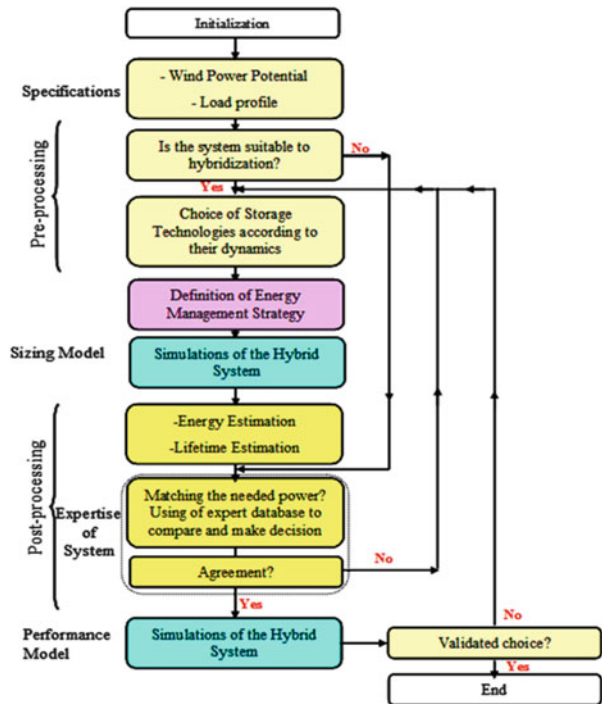 Initialization
Specifications
- Wind Power Potential
- Load profile
Pre-processing
Is the system suitable to
hybridization?
No
Yes
Choice of Storage
Technologies according to
their dynamics
Definition of Energy
Management Strategy
Sizing Model
Simulations of the Hybrid
System
Post-processing
-Energy Estimation
-Lifetime Estimation
Expertise
of
System
Matching the needed power?
Using of expert database to
compare and make decision
Agreement?
No
Yes
Performance
Model
Simulations of the Hybrid
System
No
Validated choice?
Yes
End